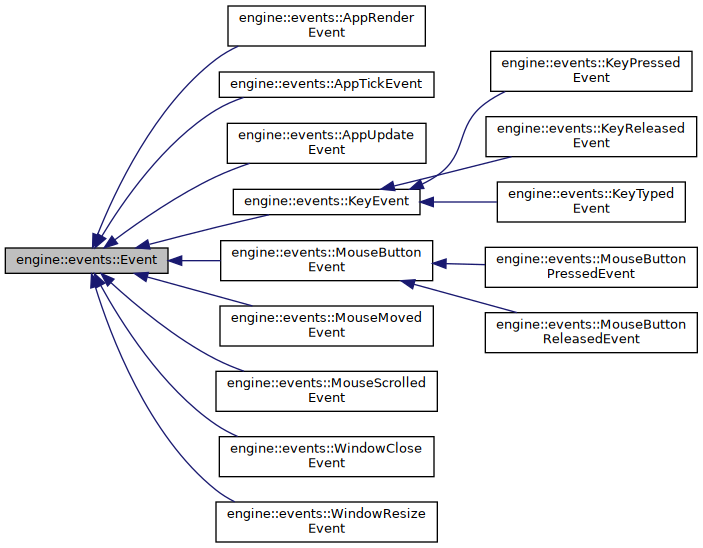 engine::events::Event
engine::events::AppRender
Event
engine::events::AppTickEvent
engine::events::AppUpdate
Event
engine::events::KeyEvent
engine::events::MouseButton
Event
engine::events::MouseMoved
Event
engine::events::MouseScrolled
Event
engine::events::WindowClose
Event
engine::events::WindowResize
Event
engine::events::KeyPressed
Event
engine::events::KeyReleased
Event
engine::events::KeyTyped
Event
engine::events::MouseButton
PressedEvent
engine::events::MouseButton
ReleasedEvent